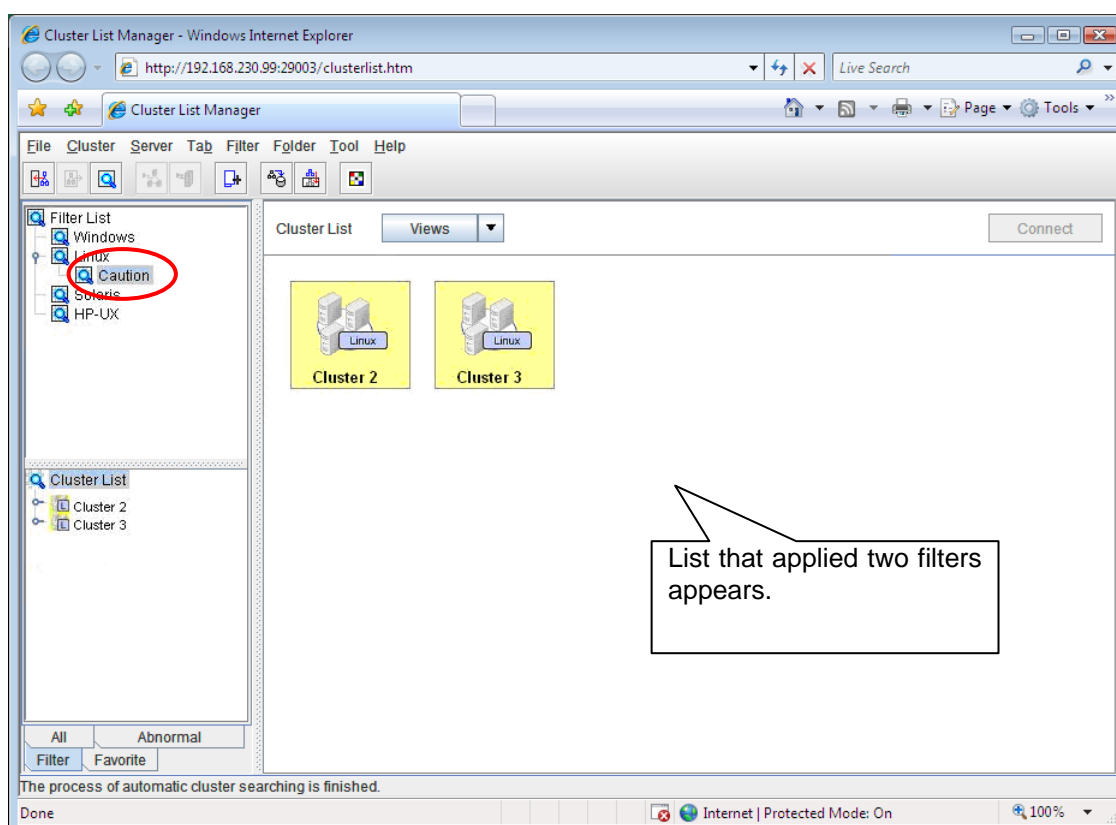 Cluster List Manager - Windows Internet Explorer
http://192.168.230.99:29003/clusterlist.htm
Live Search
Cluster List Manager
Page
Tools
File Cluster Server Tab Filter Folder Tool Help
Filter List
Windows
Linux
Caution
Solaris
HP-UX
Cluster List
Views
Connect
Linux
Cluster 2
Linux
Cluster 3
Cluster List
L Cluster 2
L Cluster 3
List that applied two filters
appears.
All
Abnormal
Filter
Favorite
The process of automatic cluster searching is finished.
Done
Internet | Protected Mode: On
100%